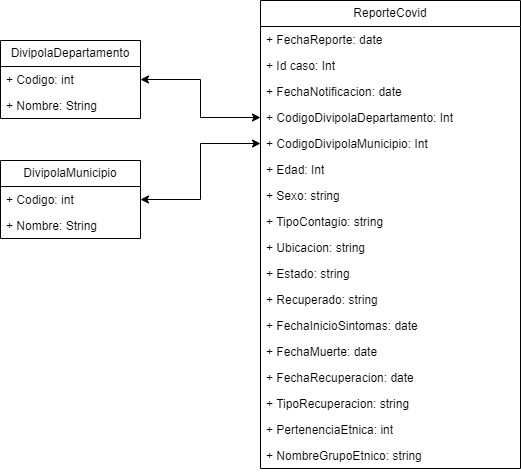 DivipolaDepartamento
+ Codigo: int
+ Nombre: String
DivipolaMunicipio
+ Codigo: int
+ Nombre: String
ReporteCovid
+ FechaReporte: date
+ Id caso: Int
+ FechaNotificacion: date
+ CodigoDivipolaDepartamento: Int
+ CodigoDivipolaMunicipio: Int
+ Edad: Int
+ Sexo: string
+ TipoContagio: string
+ Ubicacion: string
+ Estado: string
+ Recuperado: string
+ FechaInicioSintomas: date
+ FechaMuerte: date
+ FechaRecuperacion: date
+ TipoRecuperacion: string
+ PertenenciaEtnica: int
+ NombreGrupoEtnico: string